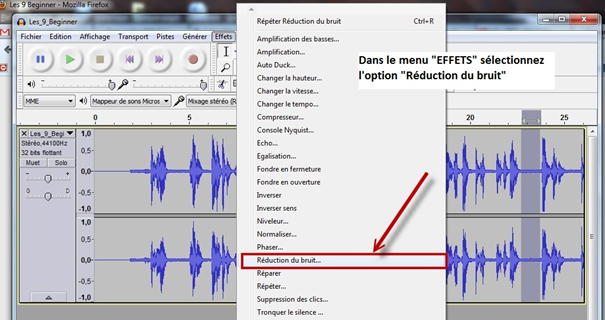 Les 9 Beginner - Mozilla Firefox
Les_9_Beginner
Fichier Edition Affichage Transport Pistes Générer Effets
MME Mappeur de sons Micros Mixage stéréo (R
0 5 20 25
Les_9_Begi
Stéréo,44100Hz
32 bits flottant
Muet Solo
- +
G D
1,0
0,5
0,0
-0,5
-1,0
1,0
0,5
0,0
-0,5
-1,0
Répéter Réduction du bruit Ctrl+R
Amplification des basses...
Amplification...
Auto Duck...
Changer la hauteur...
Changer la vitesse...
Changer le tempo...
Compresseur...
Console Nyquist...
Echo...
Egalisation...
Fondre en fermeture
Fondre en ouverture
Inverser
Inverser sens
Niveleur...
Normaliser...
Phaser...
Réduction du bruit...
Réparer
Répéter...
Suppression des clics...
Tronquer le silence ...
Dans le menu "EFFETS" sélectionnez
l'option "Réduction du bruit"